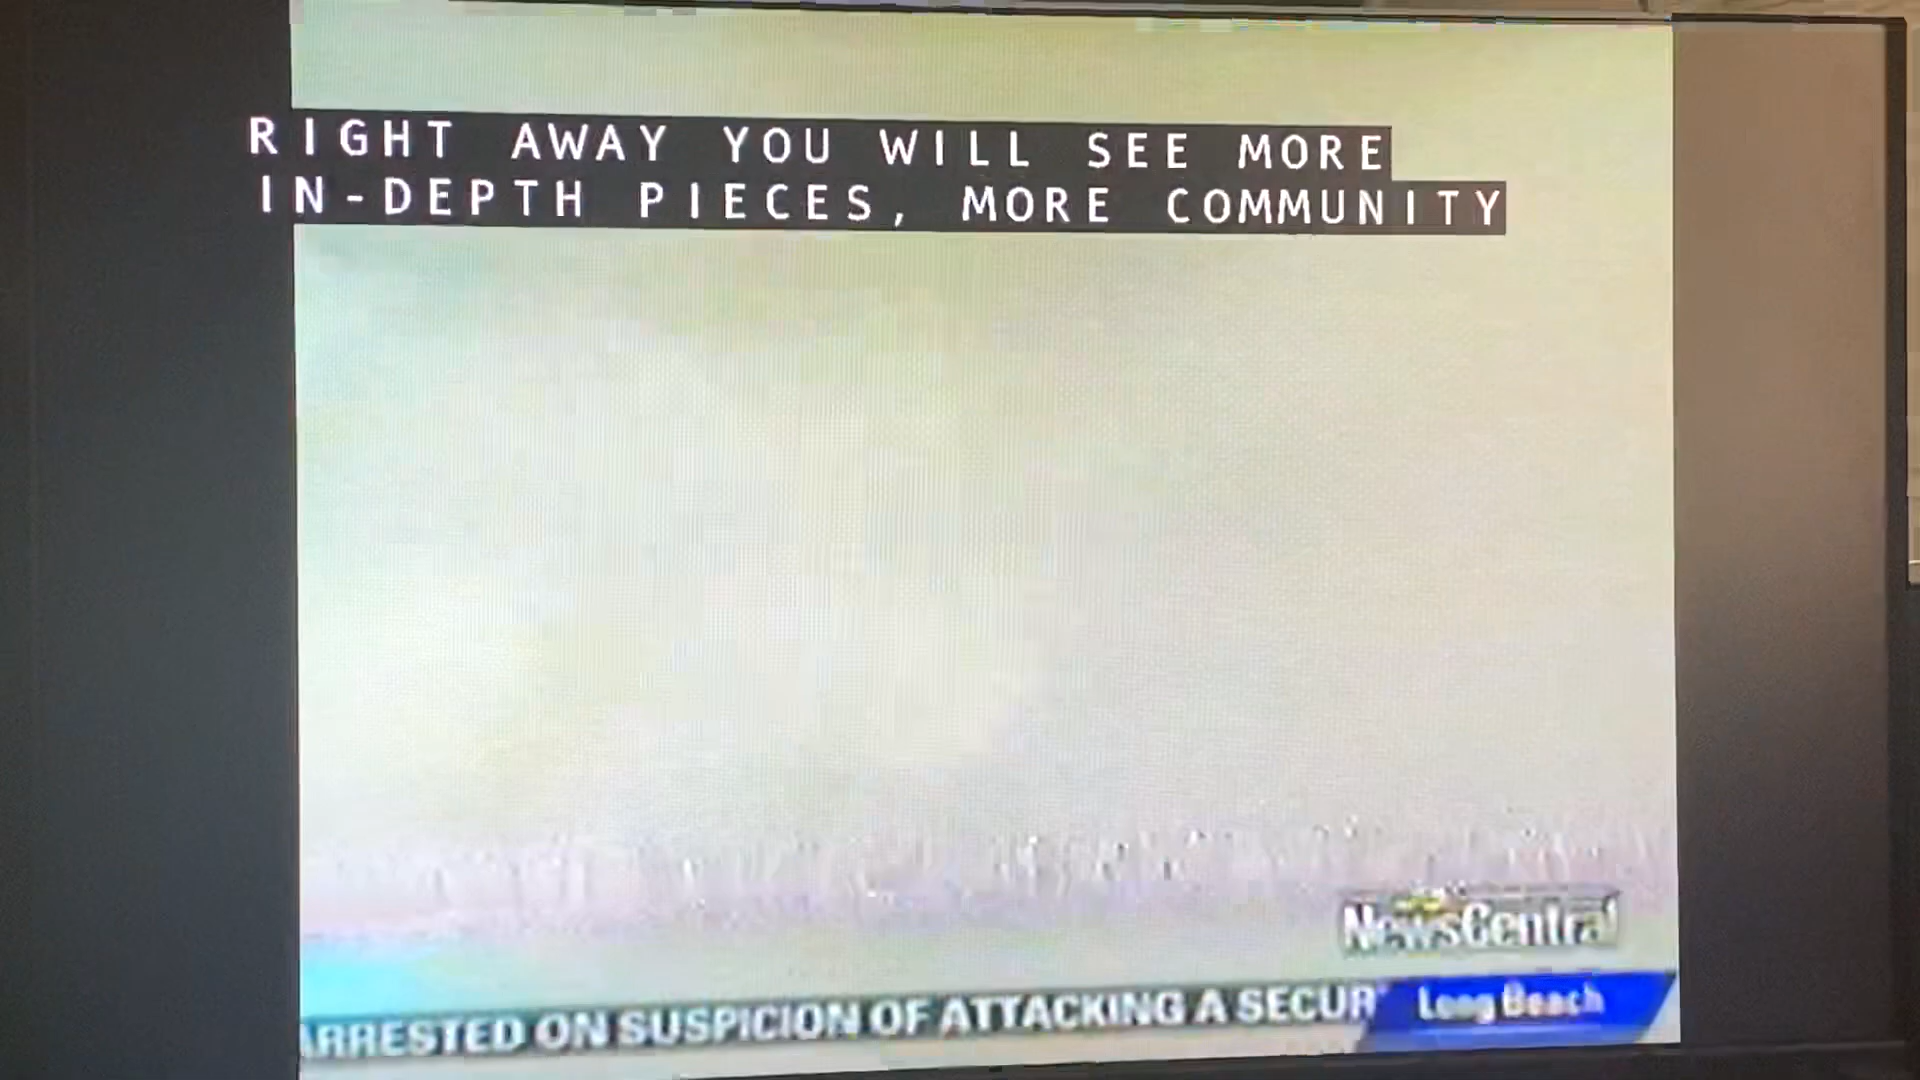 RIGHT AWAY YOU WILL SEE MORE
IN-DEPTH PIECES, MORE COMMUNITY
NewsCentral
ARRESTED ON SUSPICION OF ATTACKING A SECUR
Long Beach